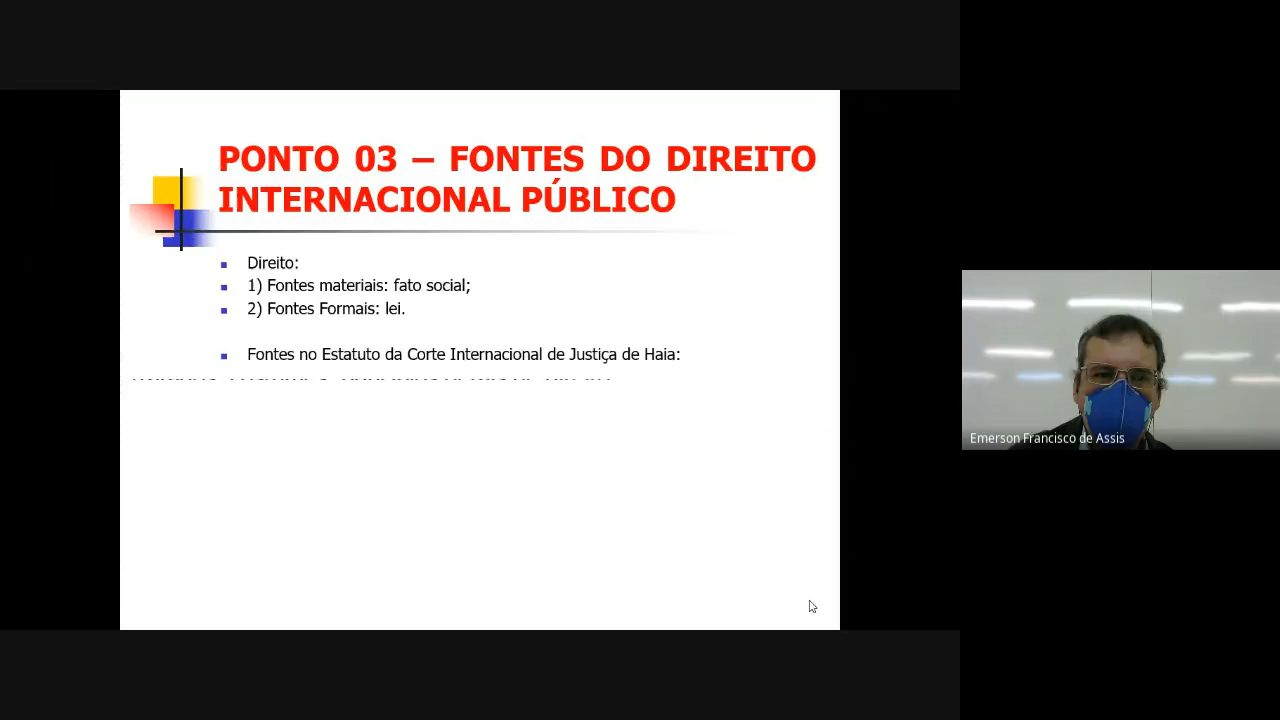 PONTO 03 – FONTES DO DIREITO
INTERNACIONAL PÚBLICO
Direito:
1) Fontes materiais: fato social;
2) Fontes Formais: lei.
Fontes no Estatuto da Corte Internacional de Justiça de Haia:
Emerson Francisco de Assis